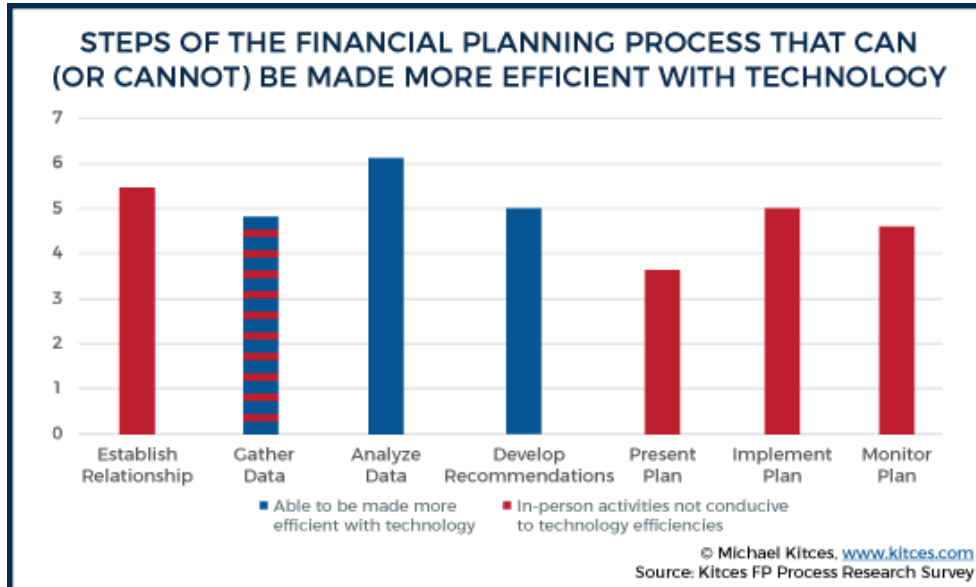 STEPS OF THE FINANCIAL PLANNING PROCESS THAT CAN
(OR CANNOT) BE MADE MORE EFFICIENT WITH TECHNOLOGY
7
6
5
4
3
2
1
0
Establish Relationship
Gather Data
Analyze Data
Develop Recommendations
Present Plan
Implement Plan
Monitor Plan
Able to be made more
efficient with technology
In-person activities not conducive
to technology efficiencies
© Michael Kitces, www.kitces.com
Source: Kitces FP Process Research Survey